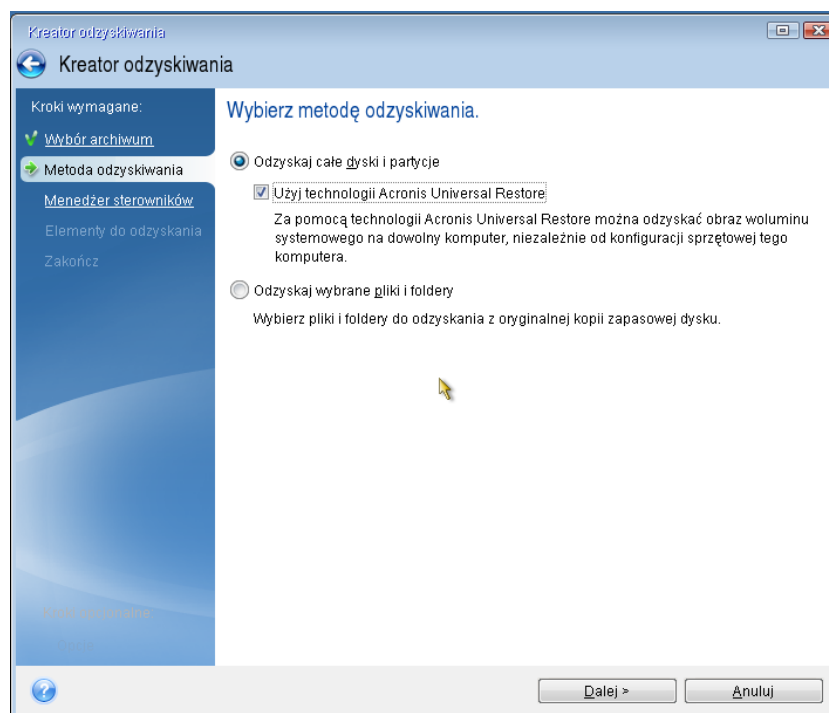 Kreator odzyskiwania
Kreator odzyskiwania
Kroki wymagane:
Wybór archiwum
Metoda odzyskiwania
Menedżer sterowników
Elementy do odzyskania
Zakończ
Wybierz metodę odzyskiwania.
Odzyskaj całe dyski i partycje
Użyj technologii Acronis Universal Restore
Za pomocą technologii Acronis Universal Restore można odzyskać obraz woluminu
systemowego na dowolny komputer, niezależnie od konfiguracji sprzętowej tego
komputera.
Odzyskaj wybrane pliki i foldery
Wybierz pliki i foldery do odzyskania z oryginalnej kopii zapasowej dysku.
Dalej >
Anuluj